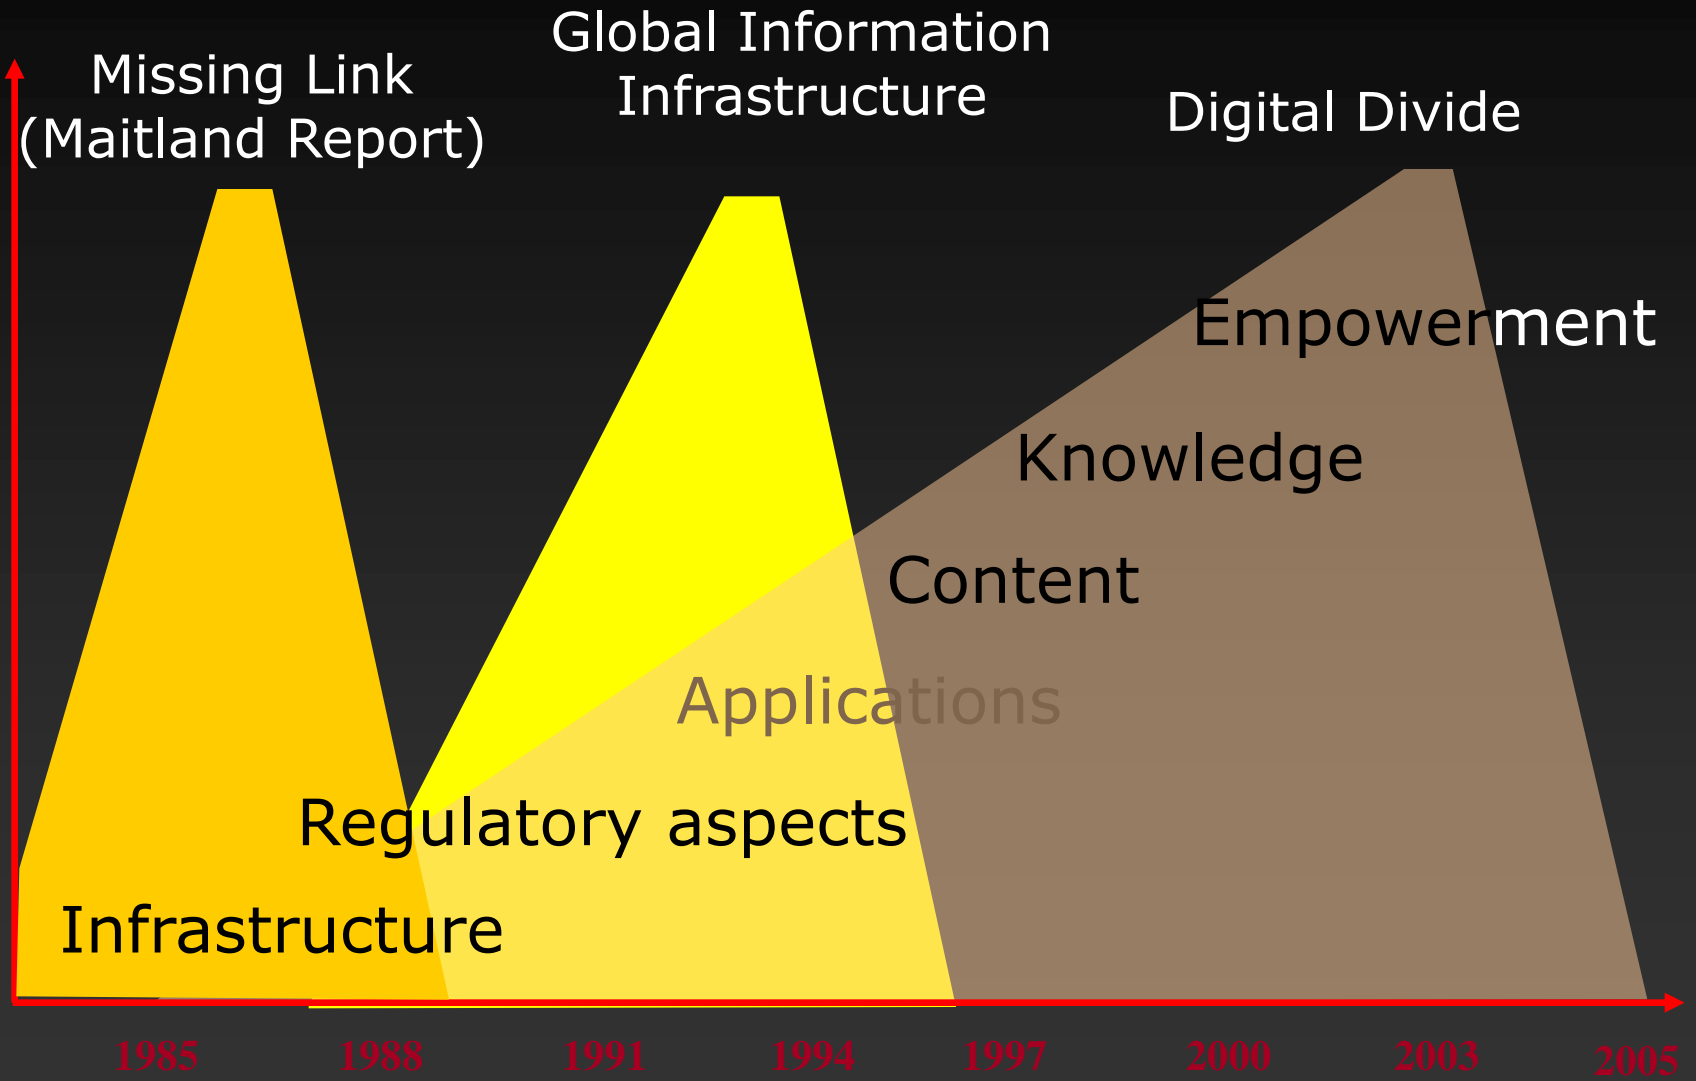 Missing Link
(Maitland Report)
Global Information
Infrastructure
Digital Divide
Empowerment
Knowledge
Content
Applications
Regulatory aspects
Infrastructure
1985
1988
1991
1994
1997
2000
2003
2005